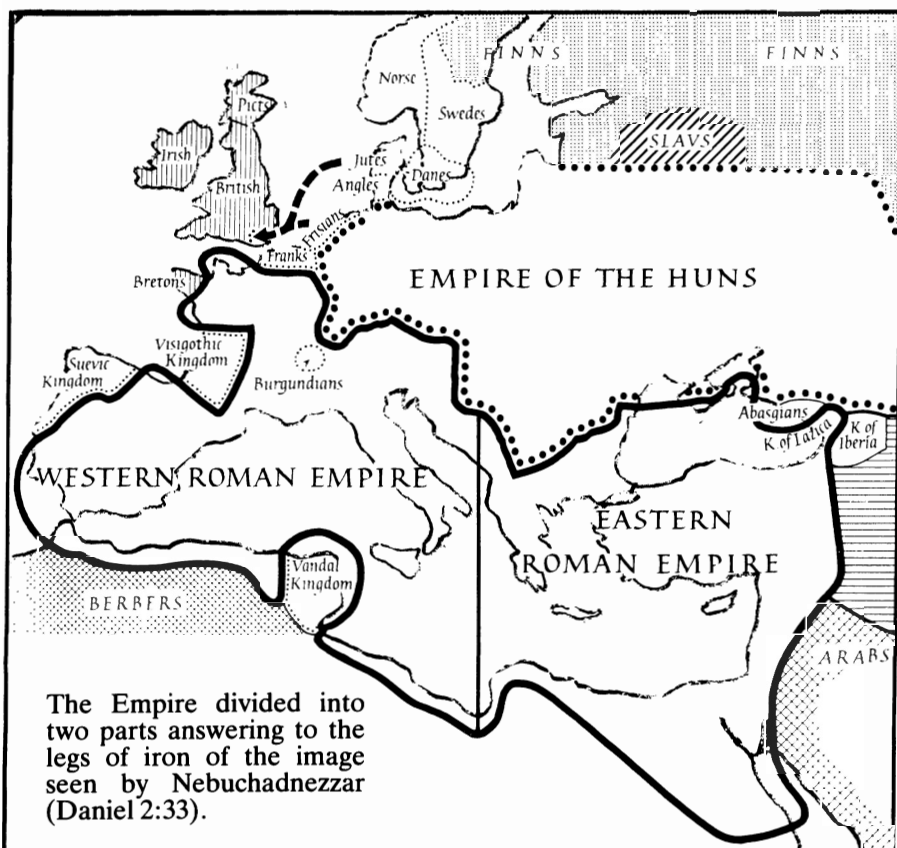 FINNS
FINNS
Norse
Picts
Swedes
SLAVS
Irish
Jutes
Danes
British
Angles
Frisians
Franks
Bretons
EMPIRE OF THE HUNS
Visigothic
Kingdom
Suevic
Kingdom
Burgundians
Abasgians
K of Lazica
K of
Iberia
WESTERN ROMAN EMPIRE
EASTERN
ROMAN EMPIRE
Vandal
Kingdom
BERBERS
ARABS
The Empire divided into
two parts answering to the
legs of iron of the image
seen by Nebuchadnezzar
(Daniel 2:33).